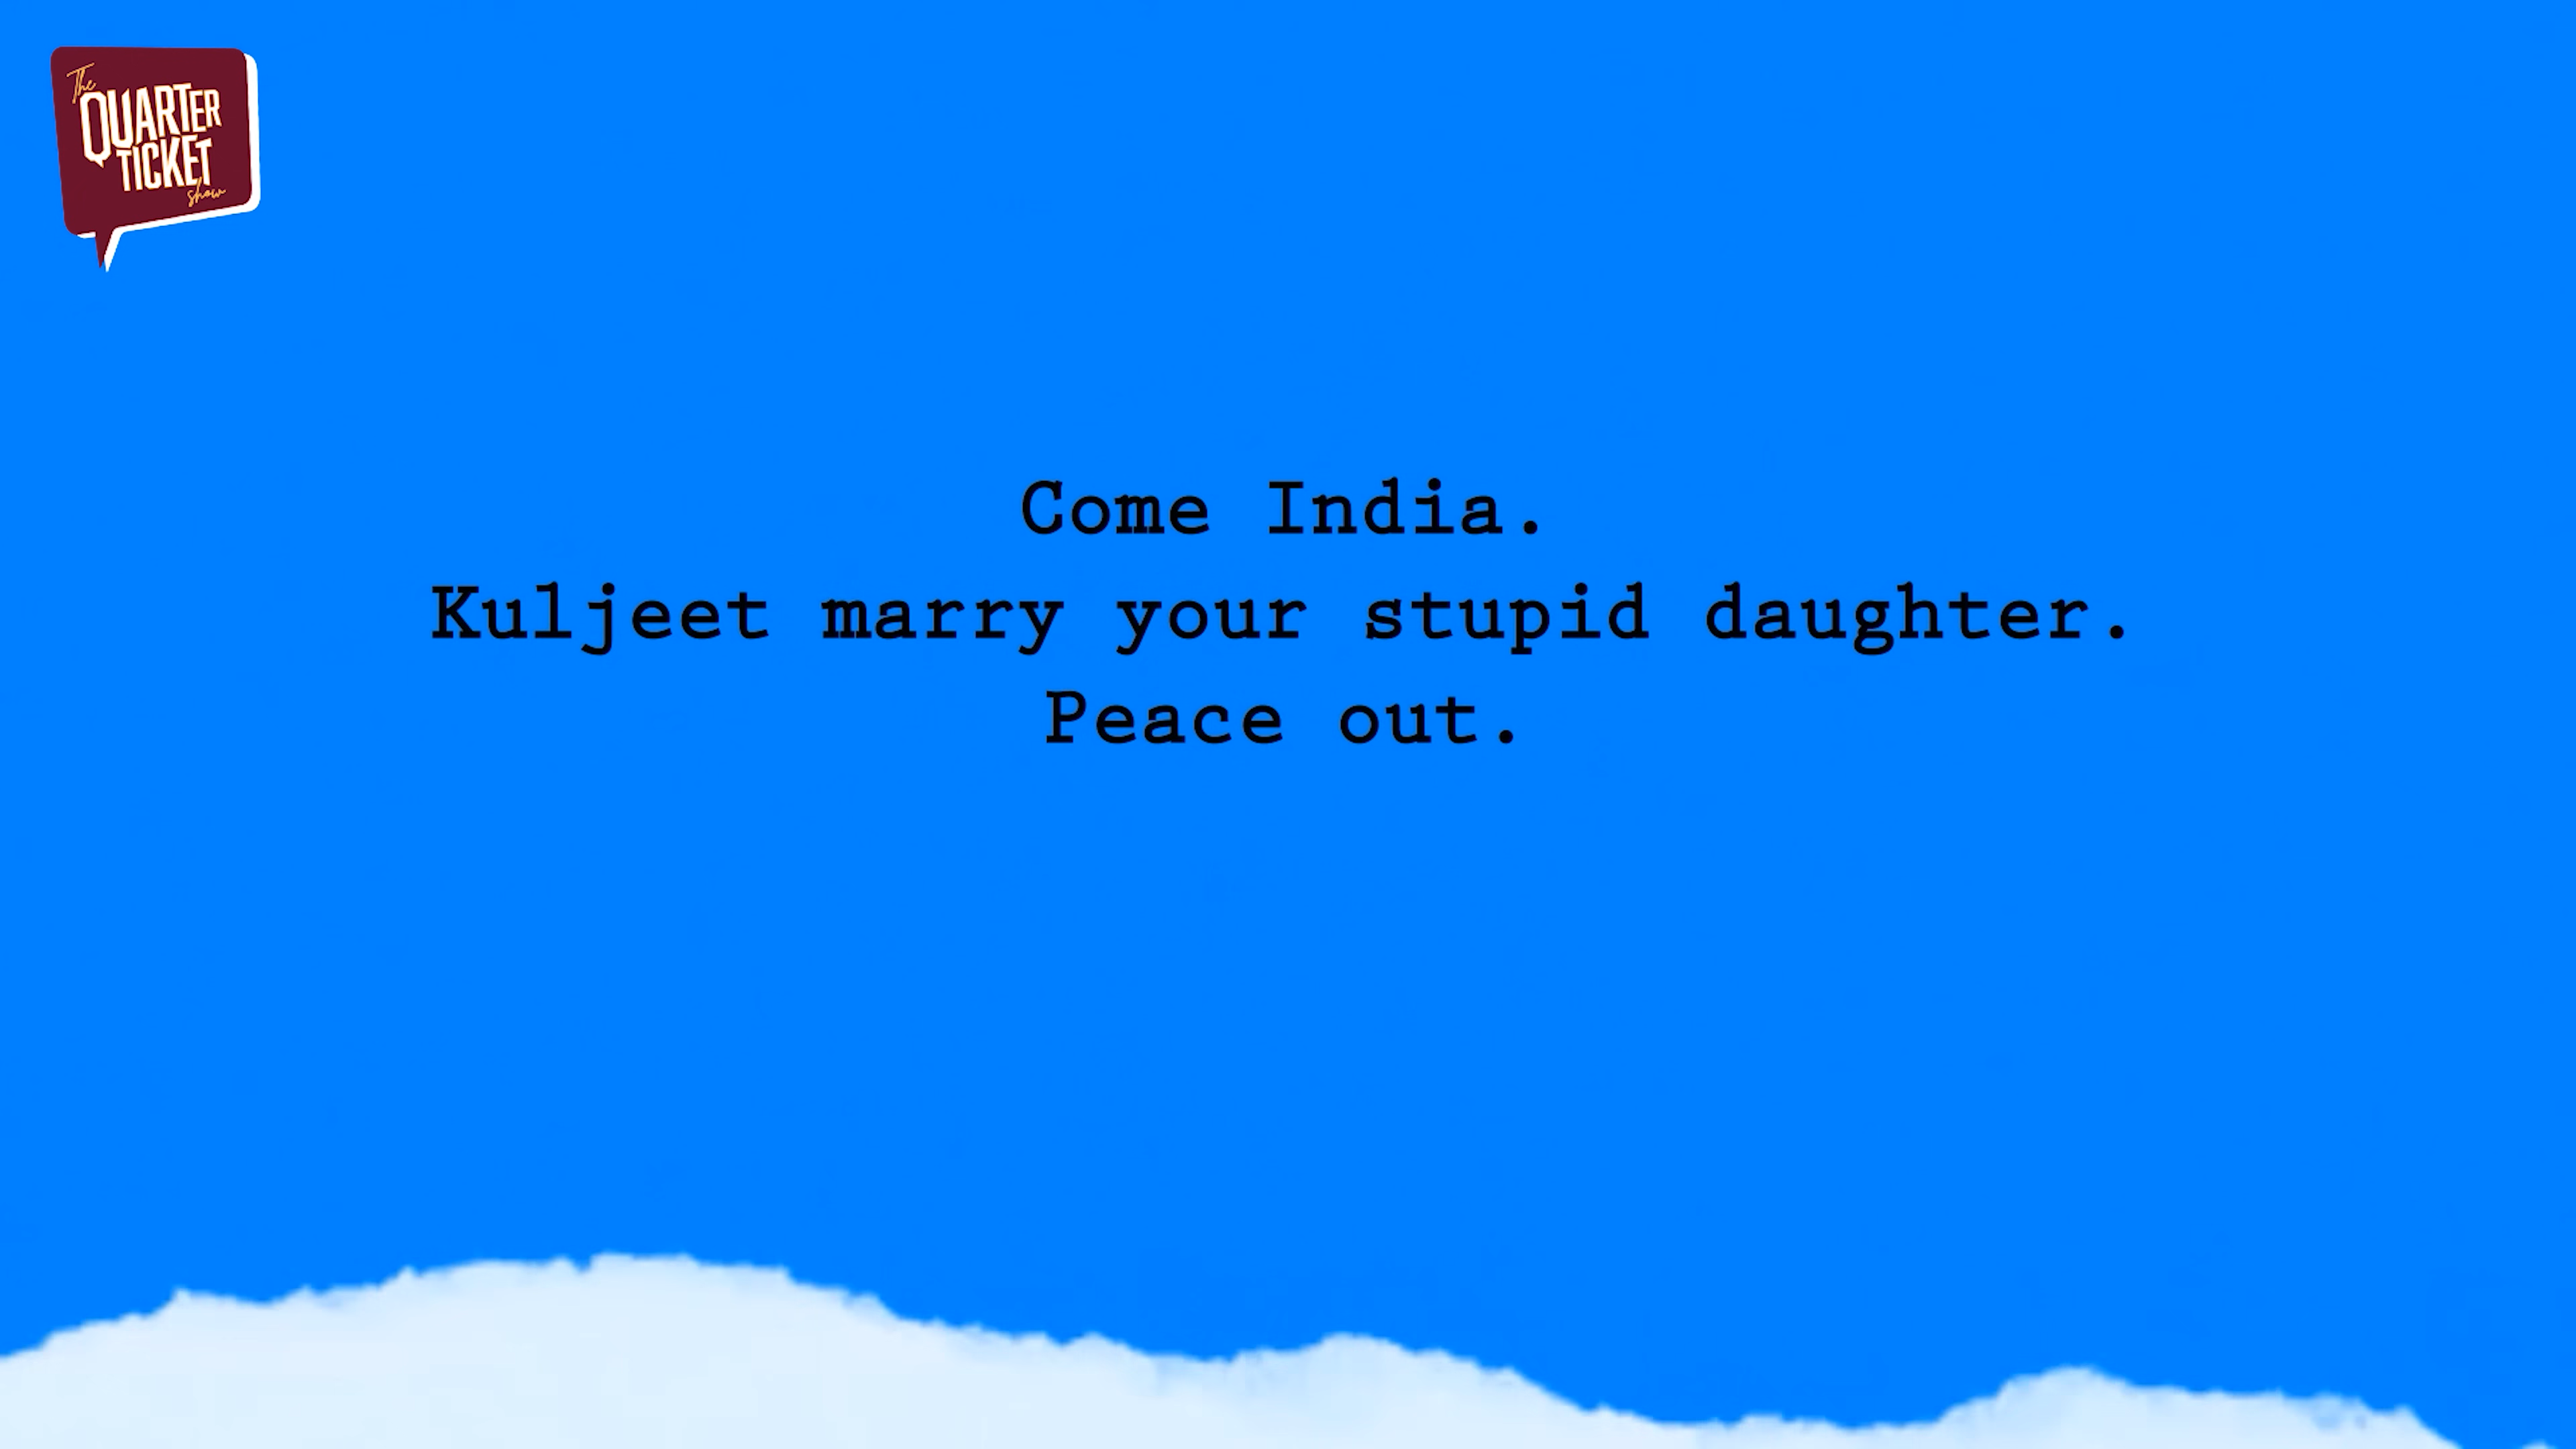 The
QUARTER
TICKET
show
Come India.
Kuljeet marry your stupid daughter.
Peace out.